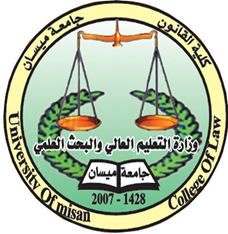 كلية القانون
جامعة ميسان
وزارة التعليم العالي والبحث العلمي
جامعة ميسان
2007 - 1428
University Of misan
College Of Law